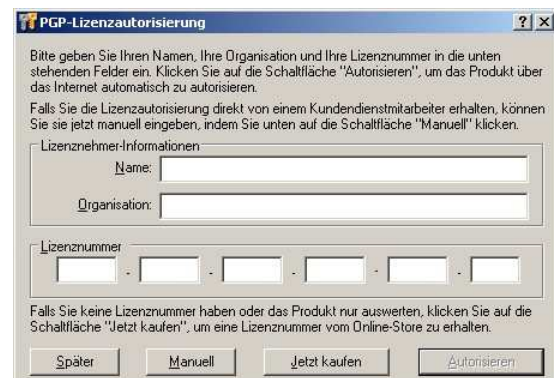 PGP-Lizenzautorisierung
Bitte geben Sie Ihren Namen, Ihre Organisation und Ihre Lizenznummer in die unten
stehenden Felder ein. Klicken Sie auf die Schaltfläche "Autorisieren", um das Produkt über
das Internet automatisch zu autorisieren.
Falls Sie die Lizenzautorisierung direkt von einem Kundendienstmitarbeiter erhalten, können
Sie sie jetzt manuell eingeben, indem Sie unten auf die Schaltfläche "Manuell" klicken.
Lizenznehmer-Informationen
Name:
Organisation:
Lizenznummer
- - - - -
Falls Sie keine Lizenznummer haben oder das Produkt nur auswerten, klicken Sie auf die
Schaltfläche "Jetzt kaufen", um eine Lizenznummer vom Online-Store zu erhalten.
Später Manuell Jetzt kaufen Autorisieren